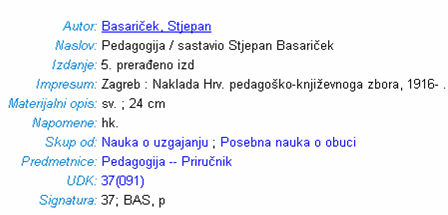 Autor: Basariček, Stjepan
Naslov: Pedagogija / sastavio Stjepan Basariček
Izdanje: 5. prerađeno izd
Impresum: Zagreb : Naklada Hrv. pedagoško-književnoga zbora, 1916- .
Materijalni opis: sv. ; 24 cm
Napomene: hk.
Skup od: Nauka o uzgajanju ; Posebna nauka o obuci
Predmetnice: Pedagogija -- Priručnik
UDK: 37(091)
Signatura: 37; BAS, p